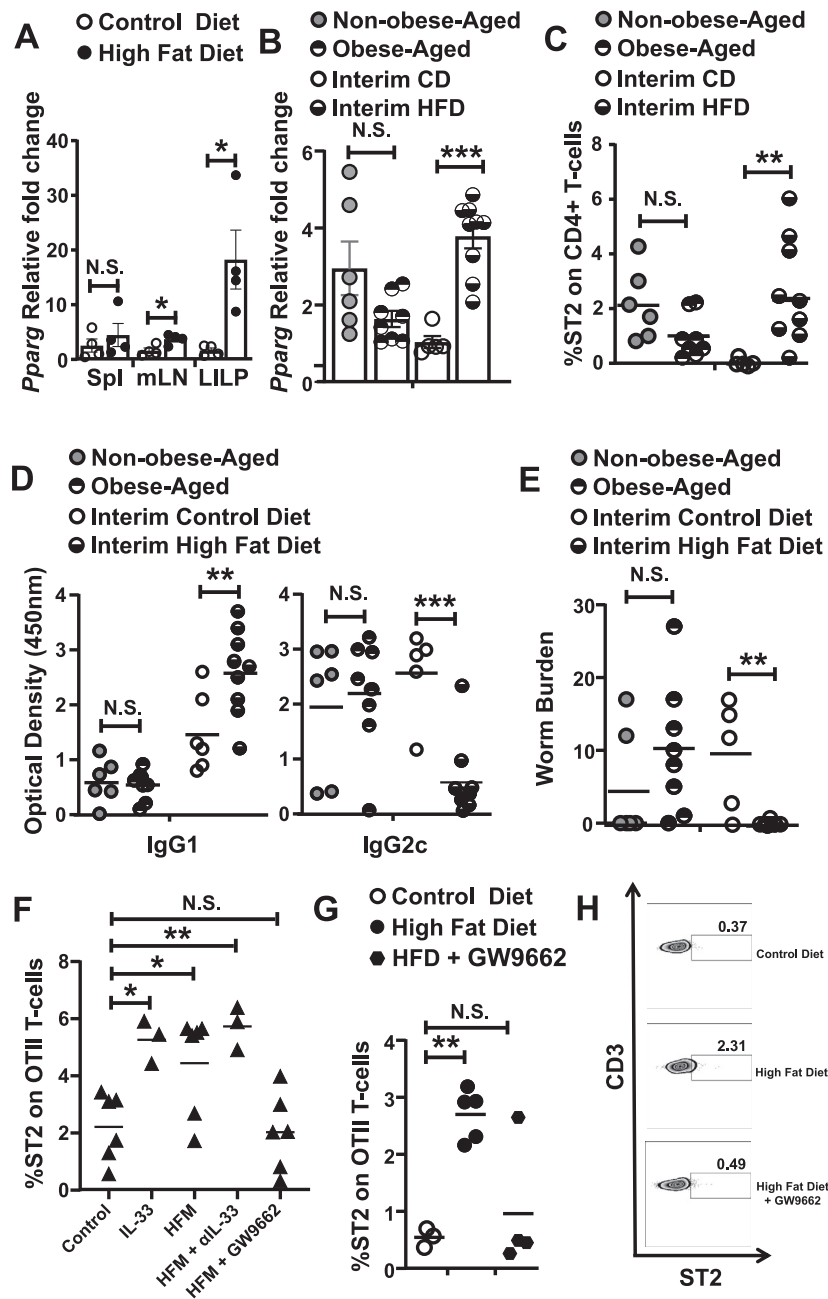 A
Control Diet
High Fat Diet
Pparg Relative fold change
40
30
20
10
0
N.S.
*
*
Spl mLN LILP
B
Non-obese-Aged
Obese-Aged
Interim CD
Interim HFD
Pparg Relative fold change
6
4
2
0
N.S.
***
C
Non-obese-Aged
Obese-Aged
Interim CD
Interim HFD
%ST2 on CD4+ T-cells
8
6
4
2
0
N.S.
**
D
Non-obese-Aged
Obese-Aged
Interim Control Diet
Interim High Fat Diet
Optical Density (450nm)
4
3
2
1
0
N.S.
**
IgG1
4
3
2
1
0
N.S.
***
IgG2c
E
Non-obese-Aged
Obese-Aged
Interim Control Diet
Interim High Fat Diet
Worm Burden
30
20
10
0
N.S.
**
F
%ST2 on OTII T-cells
8
6
4
2
0
N.S.
**
*
*
Control
IL-33
HFM
HFM + αIL-33
HFM + GW9662
G
Control Diet
High Fat Diet
HFD + GW9662
%ST2 on OTII T-cells
4
3
2
1
0
N.S.
**
H
CD3
0.37
Control Diet
2.31
High Fat Diet
0.49
High Fat Diet
+ GW9662
ST2